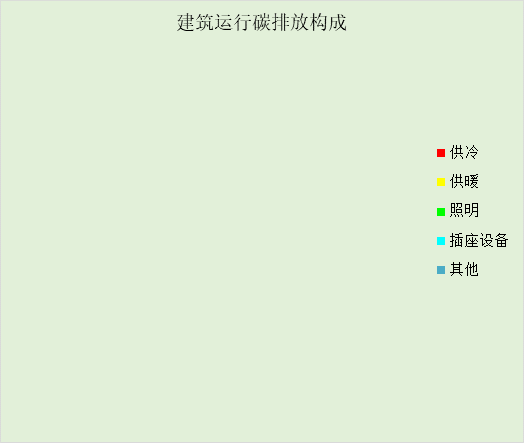 建筑运行碳排放构成
供冷
供暖
照明
插座设备
其他